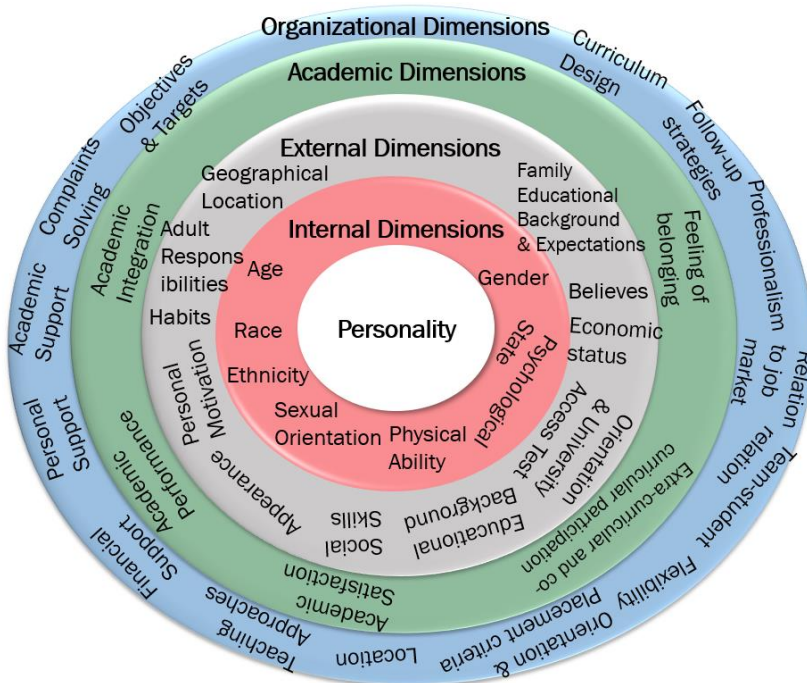 Organizational Dimensions
Curriculum
Design
Follow-up
strategies
Professionalism
relation
to job
market
Team-student
relation
Flexibility
Orientation &
Placement criteria
Location
Teaching
Approaches
Financial
Support
Personal
Support
Academic
Support
Complaints
Solving
Objectives
& Targets
Academic Dimensions
Feeling of
belonging
Extra-curricular and co-
curricular participation
Academic
Satisfaction
Academic
Performance
Academic
Integration
External Dimensions
Family
Educational
Background
& Expectations
Believes
Economic
status
Orientation
& University
Access Test
Educational
Background
Social
Skills
Appearance
Personal
Motivation
Habits
Adult
Respons
ibilities
Geographical
Location
Internal Dimensions
Gender
Psychological
State
Physical
Ability
Sexual
Orientation
Ethnicity
Race
Age
Personality